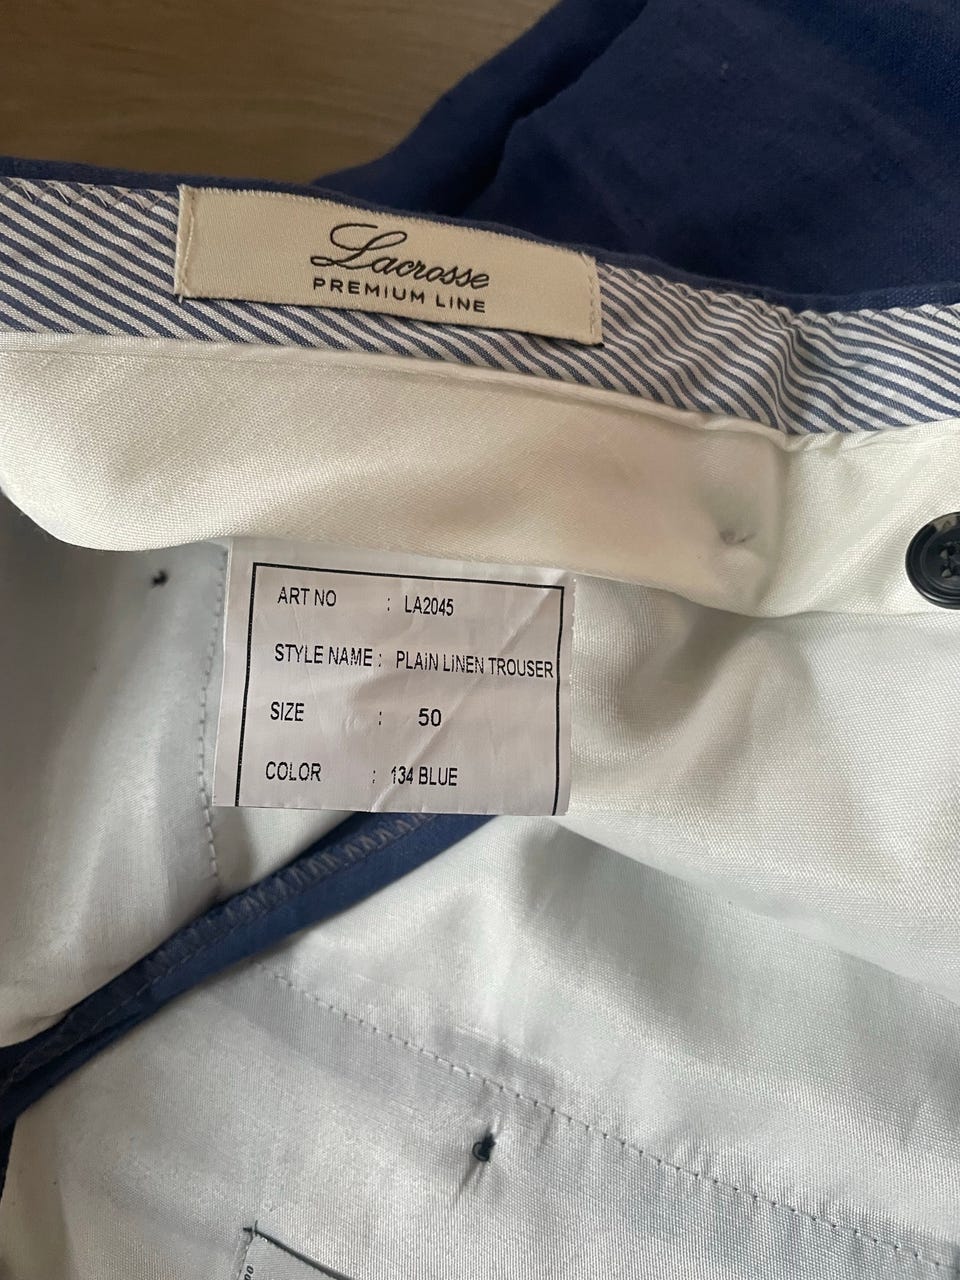 Lacrosse
PREMIUM LINE
ART NO : LA2045
STYLE NAME : PLAIN LINEN TROUSER
SIZE : 50
COLOR : 134 BLUE